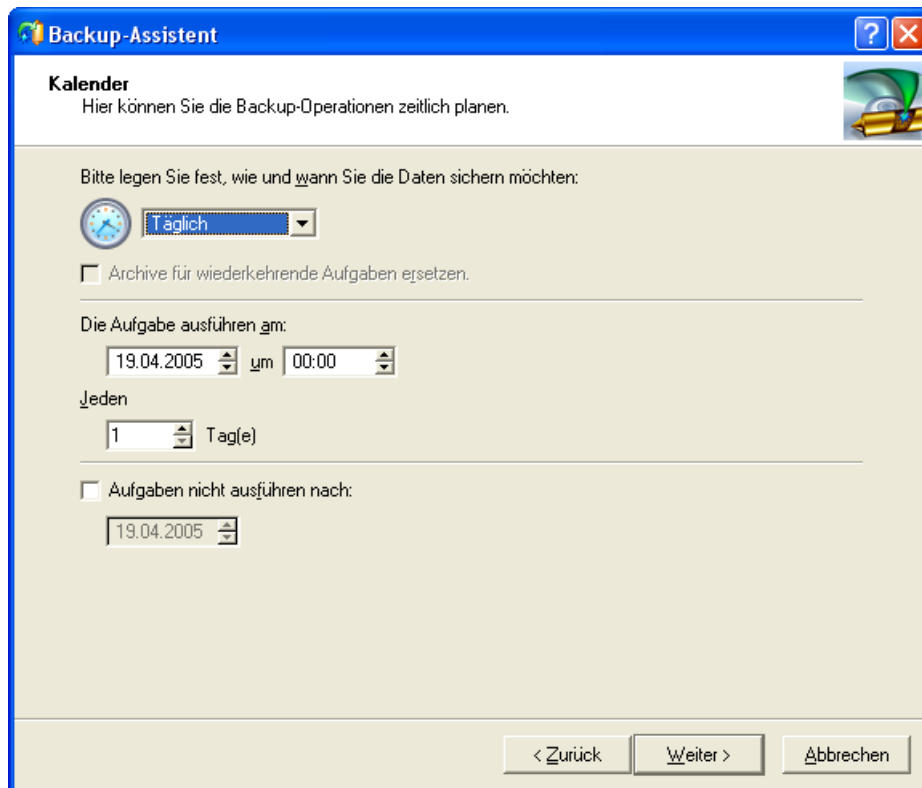 Backup-Assistent
Kalender
Hier können Sie die Backup-Operationen zeitlich planen.
Bitte legen Sie fest, wie und wann Sie die Daten sichern möchten:
Täglich
Archive für wiederkehrende Aufgaben ersetzen.
Die Aufgabe ausführen am:
19.04.2005 um 00:00
Jeden
1 Tag(e)
Aufgaben nicht ausführen nach:
19.04.2005
< Zurück Weiter > Abbrechen